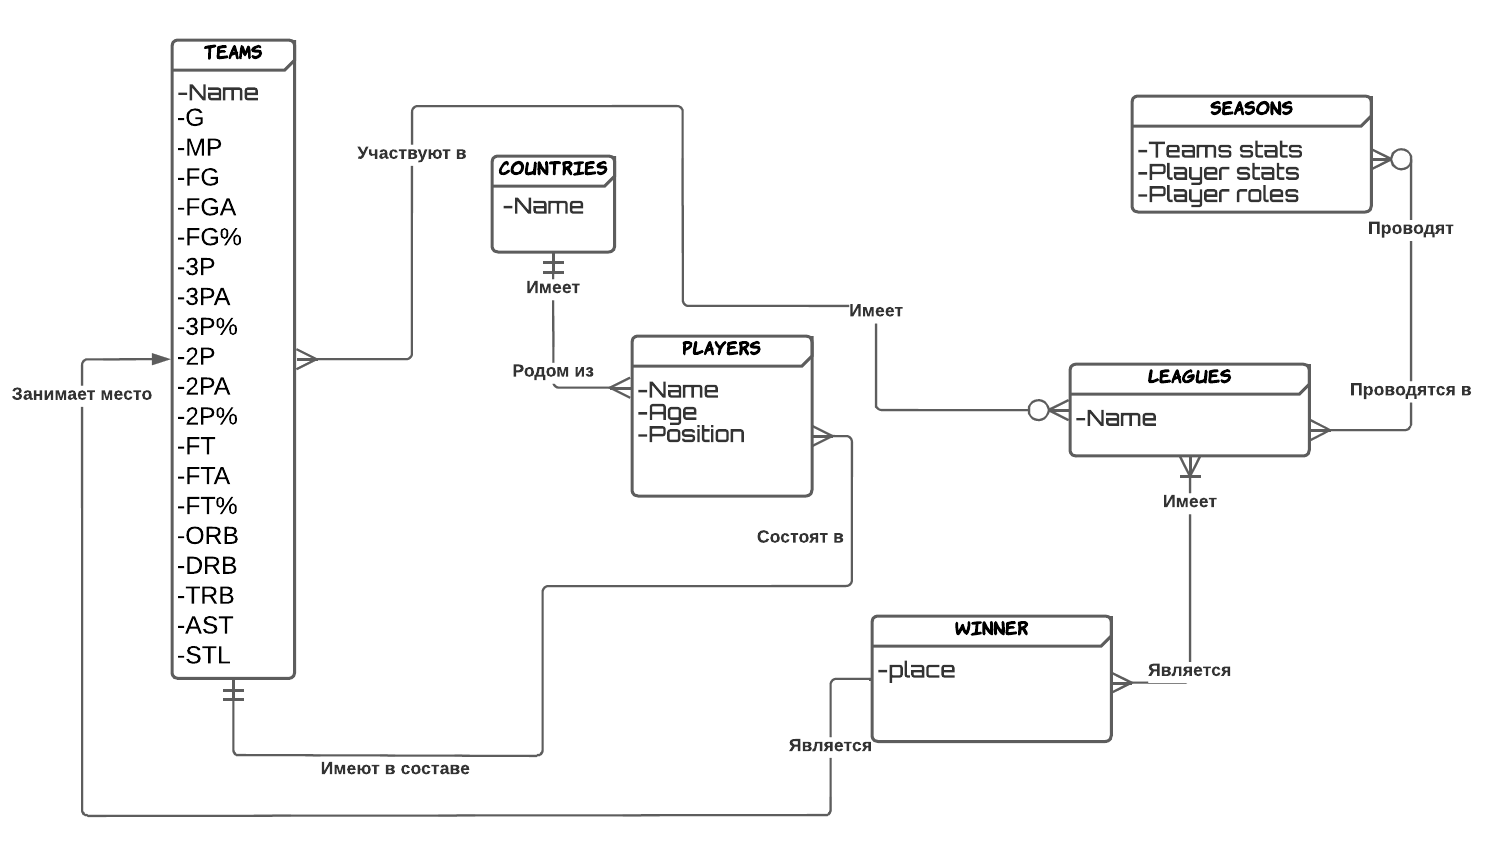 TEAMS
-Name
-G
-MP
-FG
-FGA
-FG%
-3P
-3PA
-3P%
-2P
-2PA
-2P%
-FT
-FTA
-FT%
-ORB
-DRB
-TRB
-AST
-STL
Занимает место
Участвуют в
COUNTRIES
-Name
Имеет
Родом из
PLAYERS
-Name
-Age
-Position
Состоят в
Имеют в составе
Имеет
SEASONS
-Teams stats
-Player stats
-Player roles
Проводят
Проводятся в
LEAGUES
-Name
Имеет
Является
WINNER
-place
Является